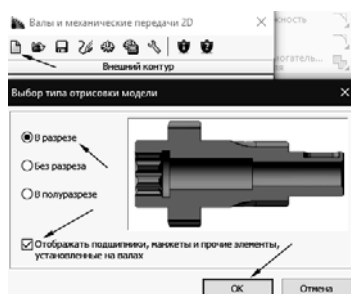 Валы и механические передачи 2D
Внешний контур
Выбор типа отрисовки модели
В разрезе
Без разреза
В полуразрезе
Отображать подшипники, манжеты и прочие элементы,
установленные на валах
OK
Отмена